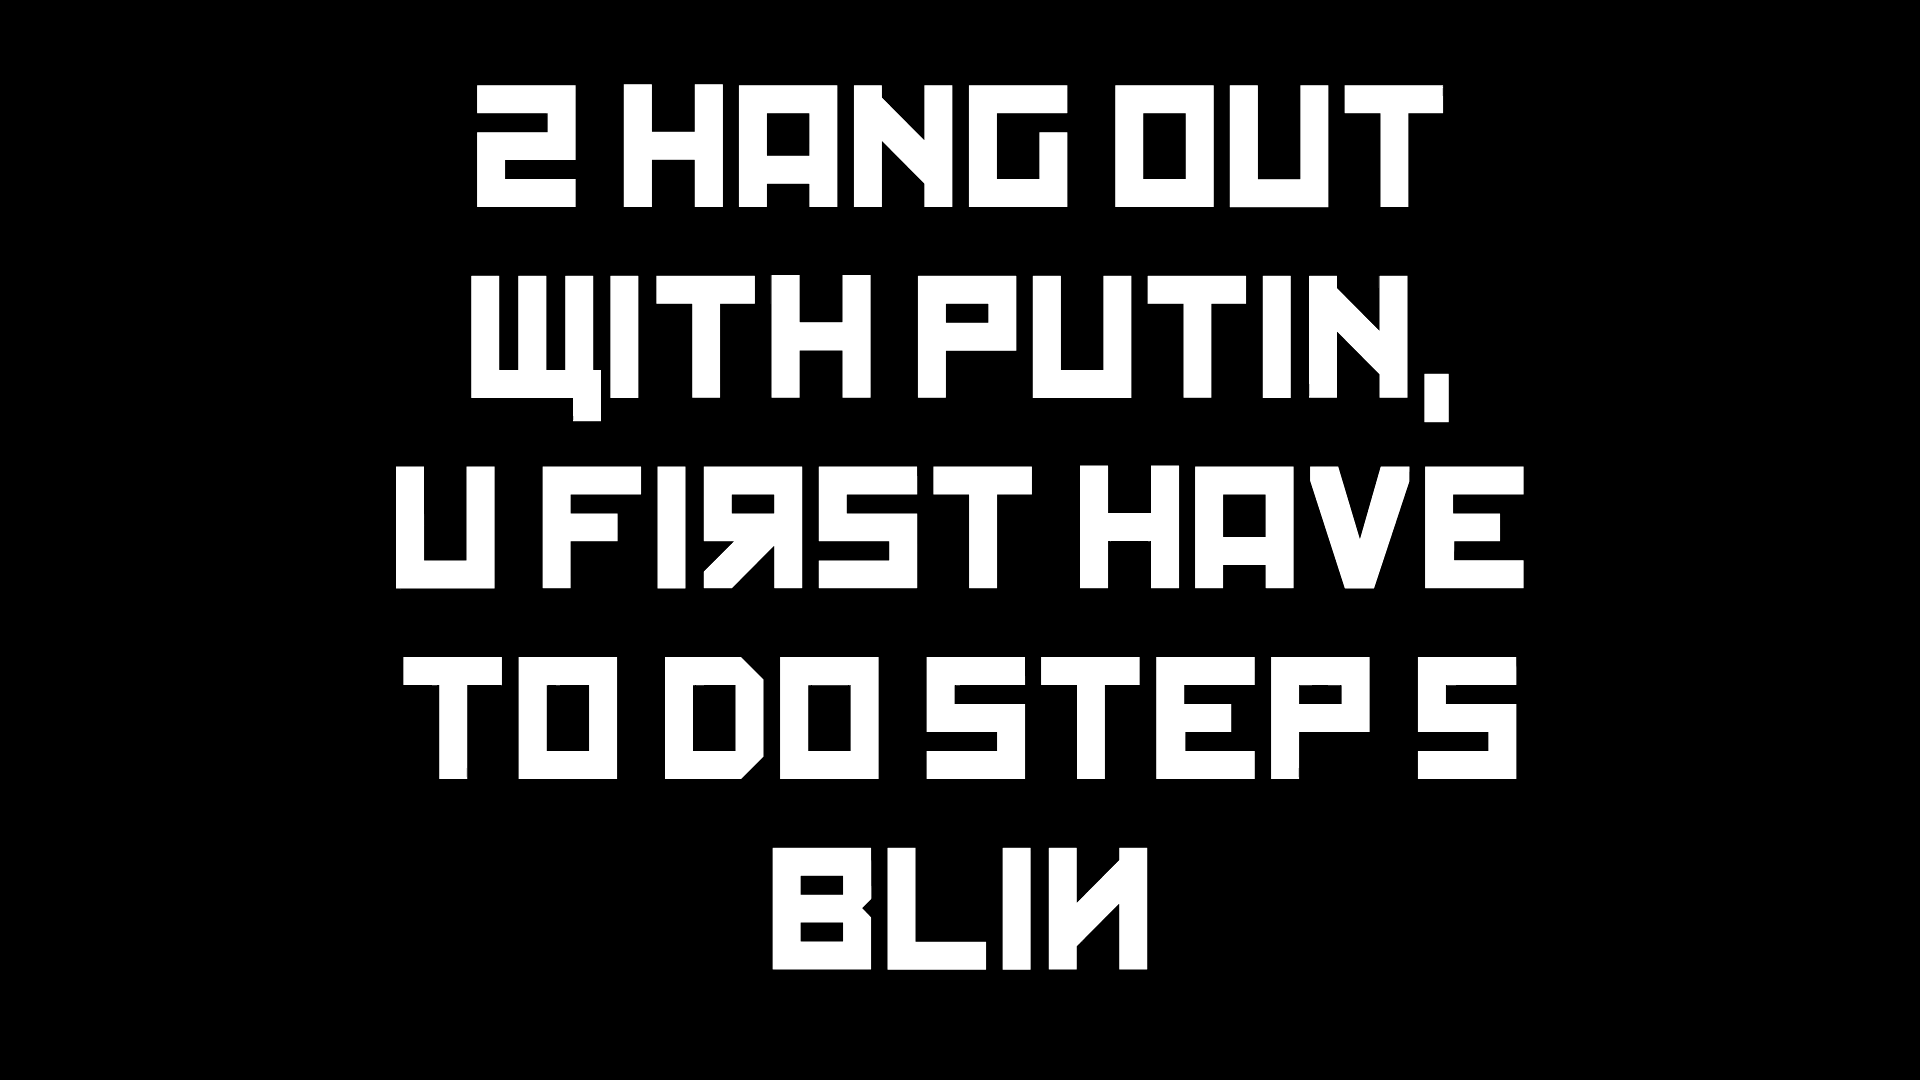 2 HANG OUT
ЩITH PUTIN,
U FIЯST HAVE
TO DO STEP 5
BLIИ